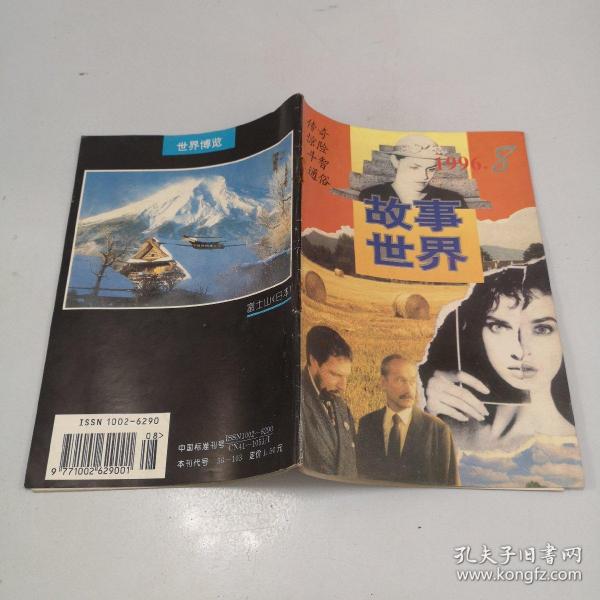 世界博览
富士山(日本)
ISSN 1002-6290
08>
9 771002 629001
中国标准刊号 ISSN1002-6290
CN41-1051/I
本刊代号 36-103 定价1.50元
传奇
惊险
斗智
通俗
1996.8
故事
世界
孔夫子旧书网
www.kongfz.com